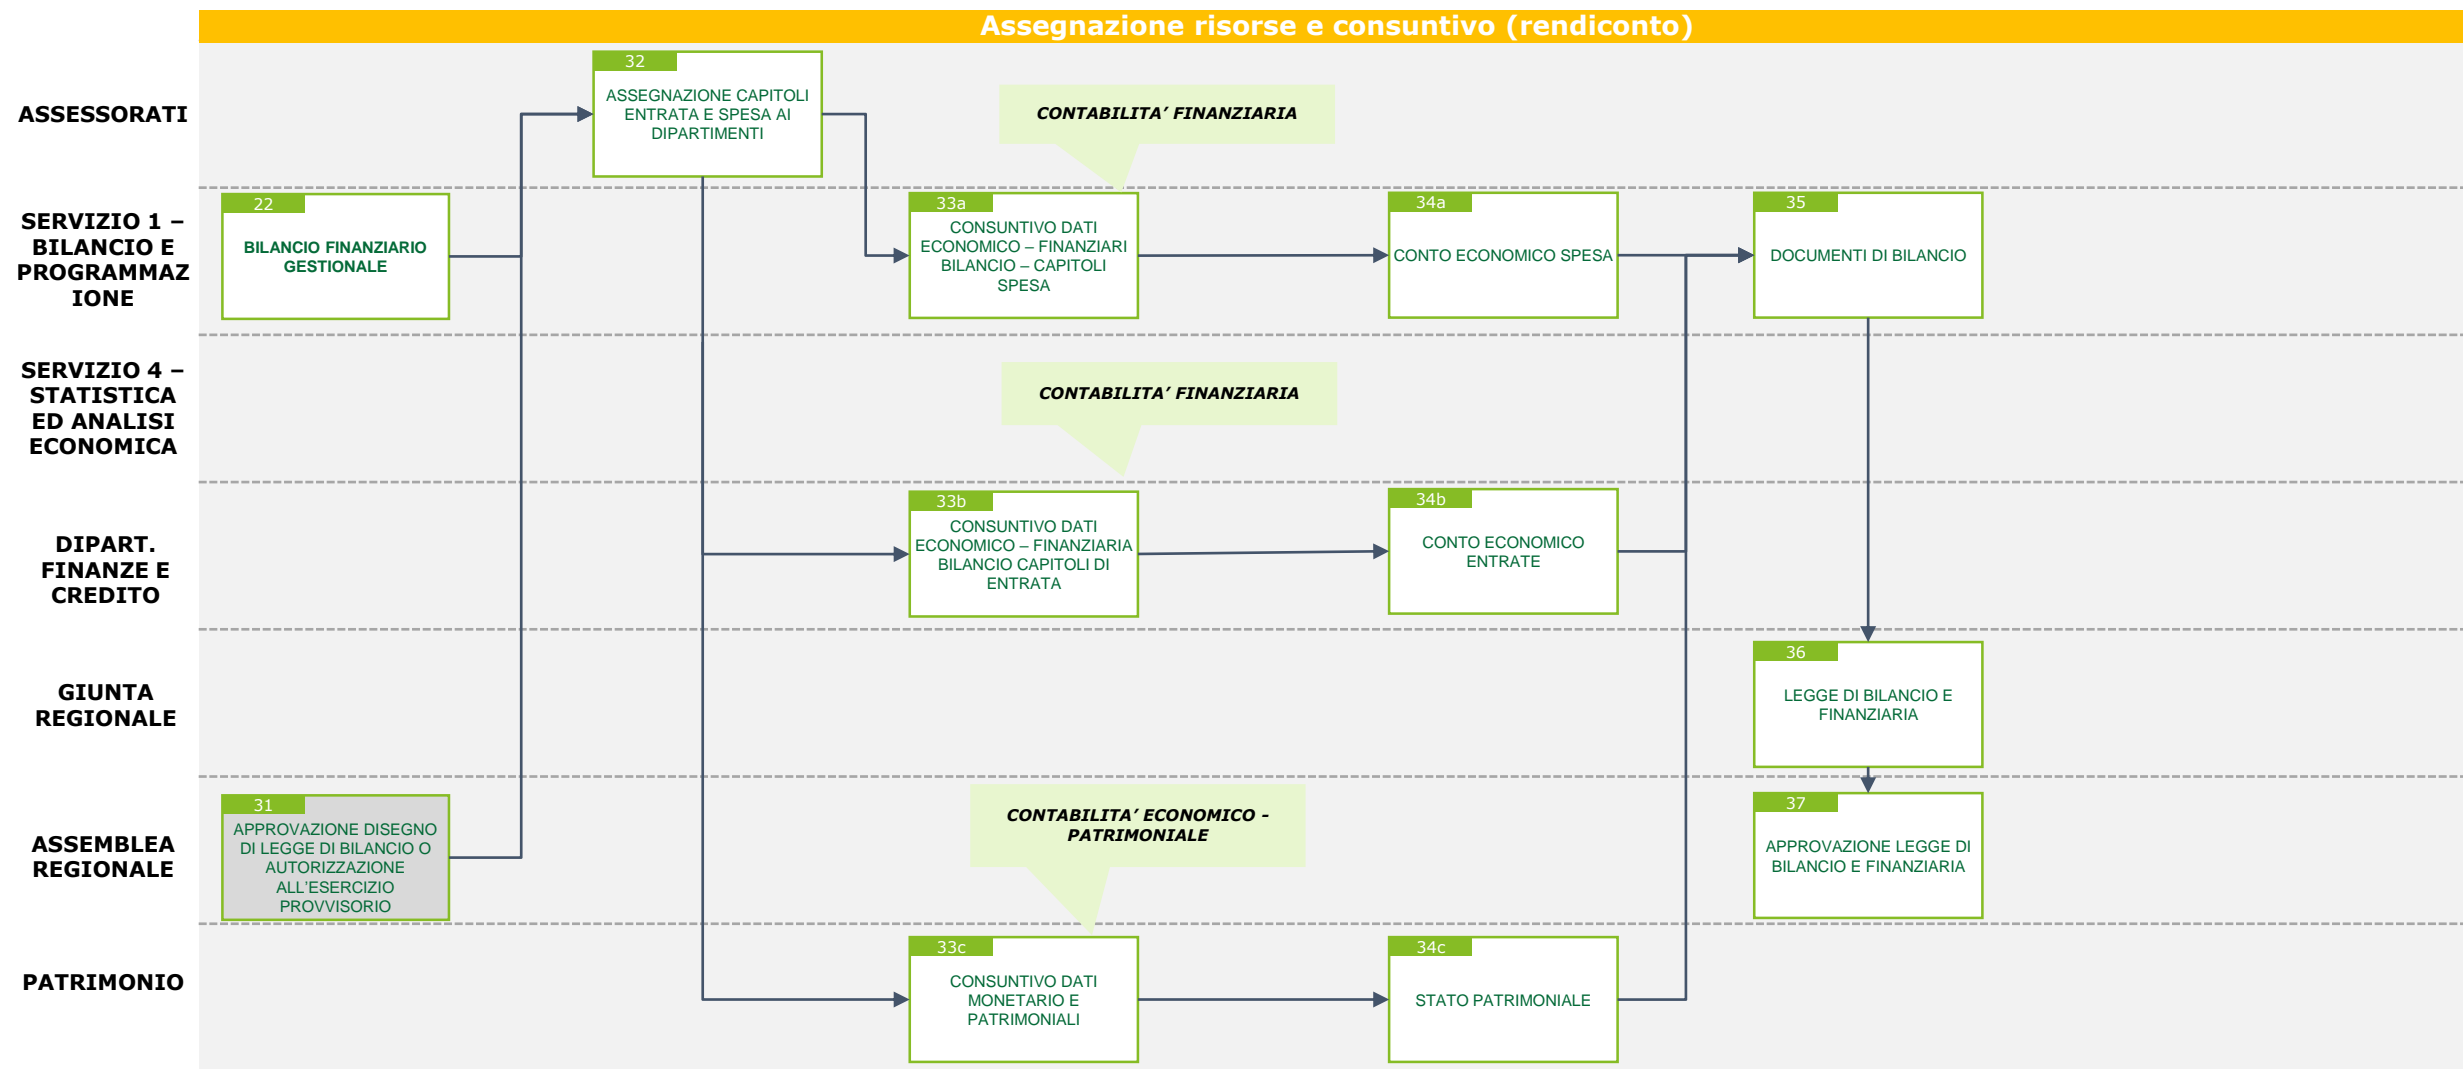 Assegnazione risorse e consuntivo (rendiconto)
ASSESSORATI
32
ASSEGNAZIONE CAPITOLI
ENTRATA E SPESA AI
DIPARTIMENTI
CONTABILITA’ FINANZIARIA
SERVIZIO 1 –
BILANCIO E
PROGRAMMAZ
IONE
22
BILANCIO FINANZIARIO
GESTIONALE
33a
CONSUNTIVO DATI
ECONOMICO – FINANZIARI
BILANCIO – CAPITOLI
SPESA
34a
CONTO ECONOMICO SPESA
35
DOCUMENTI DI BILANCIO
SERVIZIO 4 –
STATISTICA
ED ANALISI
ECONOMICA
CONTABILITA’ FINANZIARIA
DIPART.
FINANZE E
CREDITO
33b
CONSUNTIVO DATI
ECONOMICO – FINANZIARIA
BILANCIO CAPITOLI DI
ENTRATA
34b
CONTO ECONOMICO
ENTRATE
GIUNTA
REGIONALE
36
LEGGE DI BILANCIO E
FINANZIARIA
ASSEMBLEA
REGIONALE
31
APPROVAZIONE DISEGNO
DI LEGGE DI BILANCIO O
AUTORIZZAZIONE
ALL’ESERCIZIO
PROVVISORIO
CONTABILITA’ ECONOMICO -
PATRIMONIALE
37
APPROVAZIONE LEGGE DI
BILANCIO E FINANZIARIA
PATRIMONIO
33c
CONSUNTIVO DATI
MONETARIO E
PATRIMONIALI
34c
STATO PATRIMONIALE